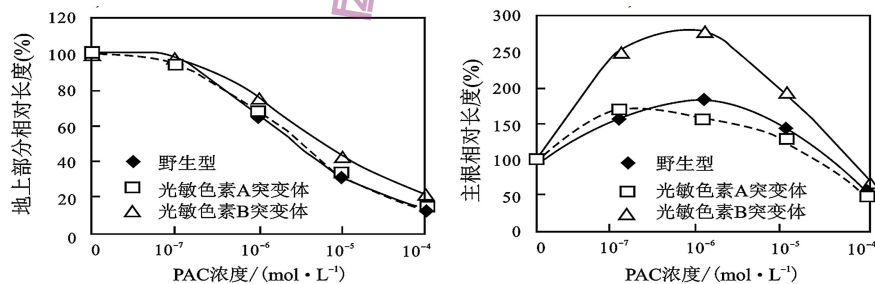 120
100
80
60
40
20
0
地上部分相对长度(%)
野生型
光敏色素A突变体
光敏色素B突变体
0 10⁻⁷ 10⁻⁶ 10⁻⁵ 10⁻⁴
PAC浓度/(mol·L⁻¹)
300
250
200
150
100
50
0
主根相对长度(%)
野生型
光敏色素A突变体
光敏色素B突变体
0 10⁻⁷ 10⁻⁶ 10⁻⁵ 10⁻⁴
PAC浓度/(mol·L⁻¹)